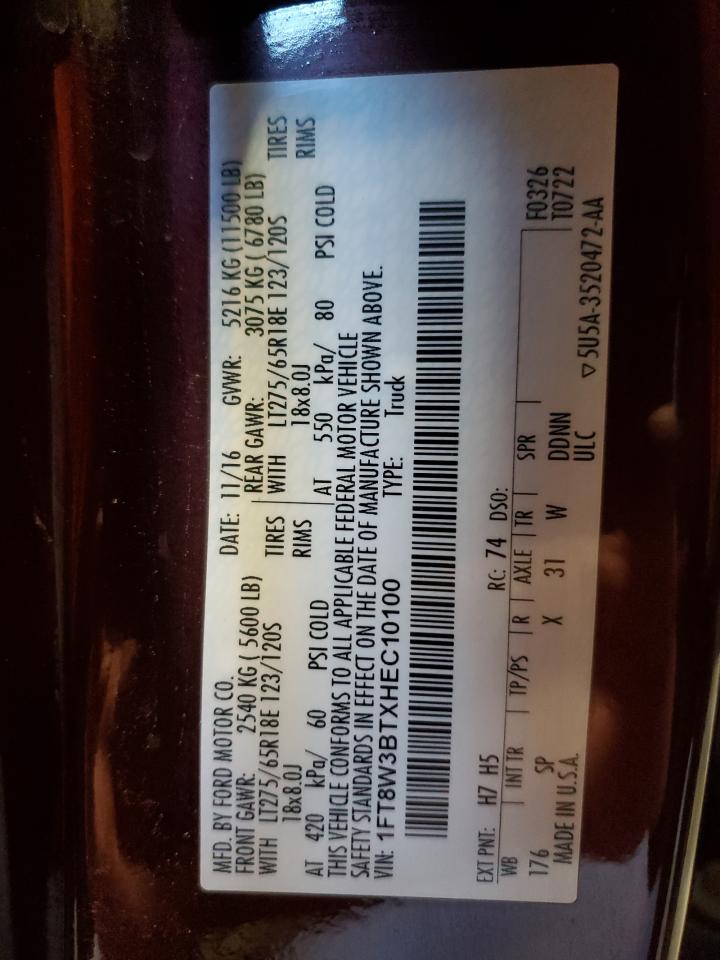 MFD. BY FORD MOTOR CO. DATE: 11/16 GVWR: 5216 KG (11500 LB)
FRONT GAWR: 2540 KG ( 5600 LB) REAR GAWR: 3075 KG ( 6780 LB)
WITH LT275/65R18E 123/120S TIRES WITH LT275/65R18E 123/120S TIRES
18x8.0J RIMS 18x8.0J RIMS
AT 420 kPa/ 60 PSI COLD AT 550 kPa/ 80 PSI COLD
THIS VEHICLE CONFORMS TO ALL APPLICABLE FEDERAL MOTOR VEHICLE
SAFETY STANDARDS IN EFFECT ON THE DATE OF MANUFACTURE SHOWN ABOVE.
VIN: 1FT8W3BTXHEC10100 TYPE: Truck
EXT PNT: H7 H5 RC: 74 DSO: F0326
WB INT TR TP/PS R AXLE TR SPR T0722
176 SP X 31 W DDNN
MADE IN U.S.A. ULC ▽5U5A-3520472-AA